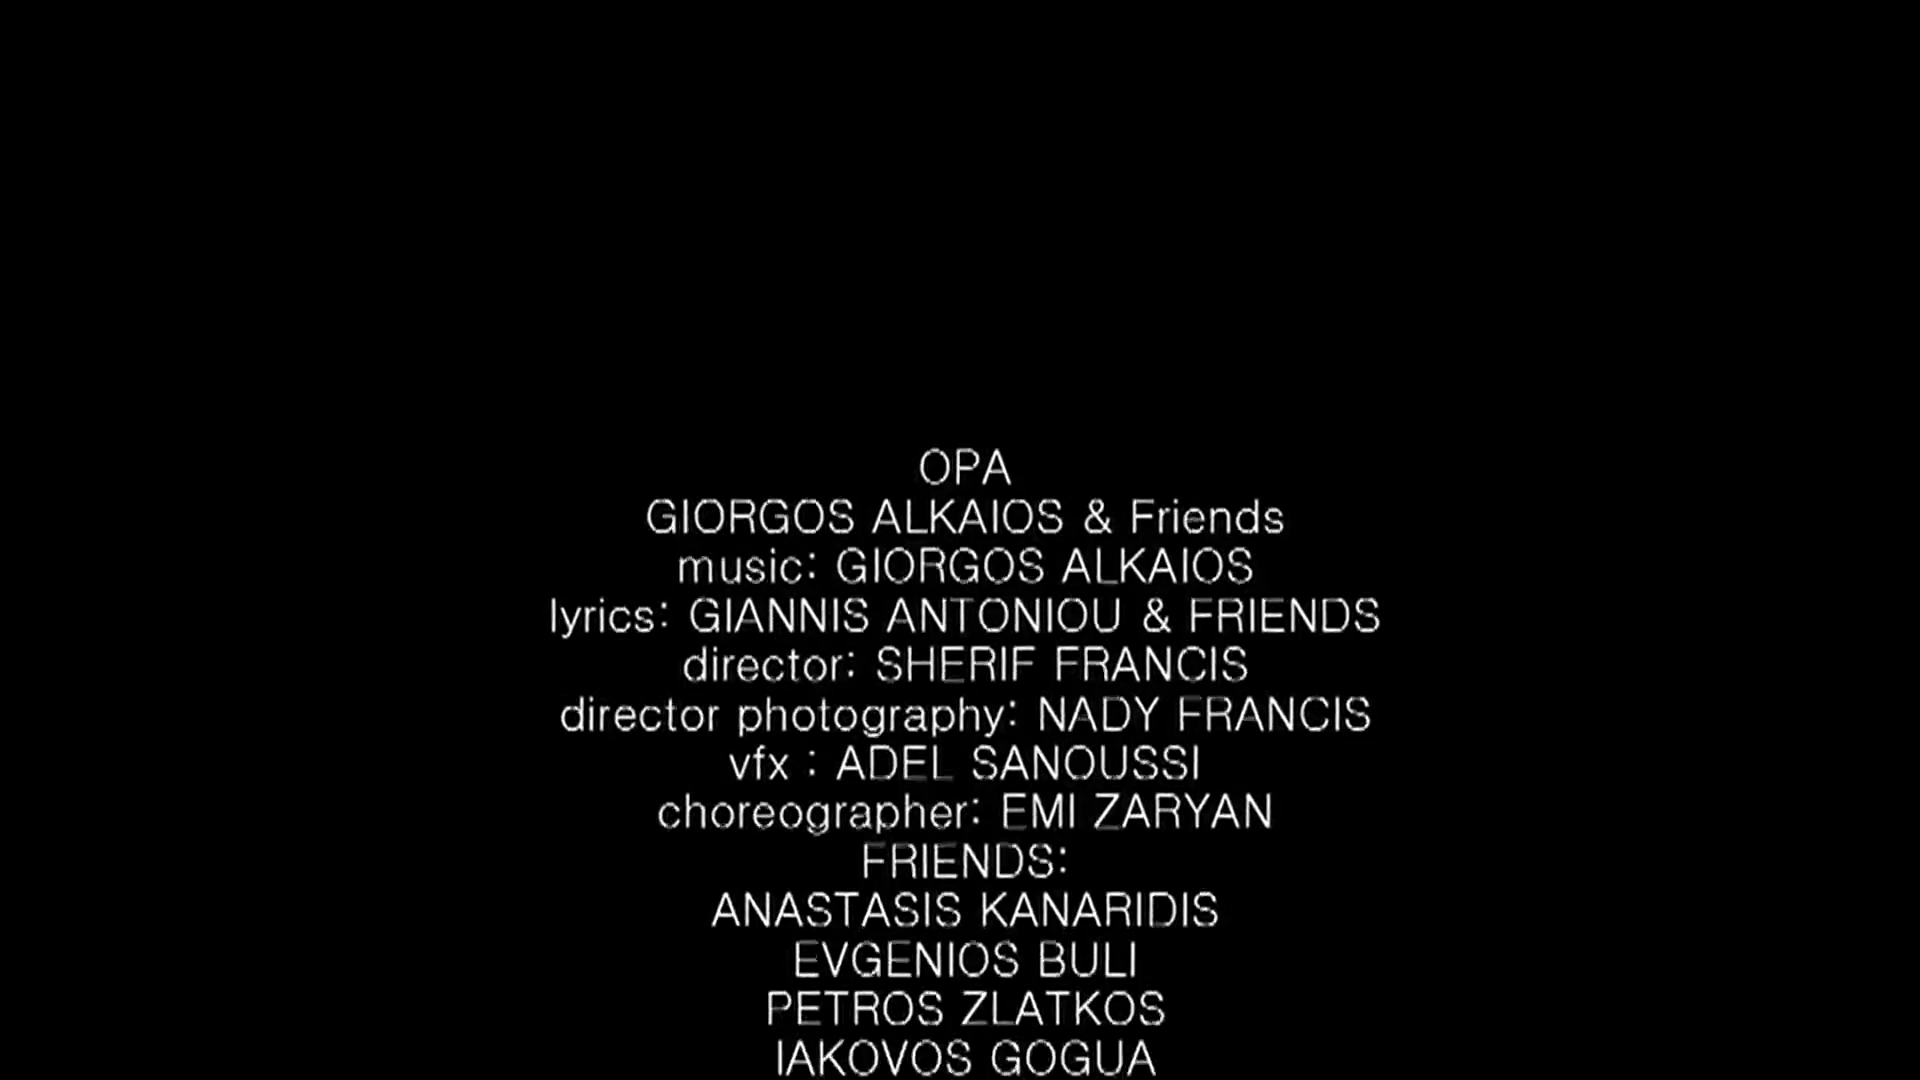 OPA
GIORGOS ALKAIOS & Friends
music: GIORGOS ALKAIOS
lyrics: GIANNIS ANTONIOU & FRIENDS
director: SHERIF FRANCIS
director photography: NADY FRANCIS
vfx : ADEL SANOUSSI
choreographer: EMI ZARYAN
FRIENDS:
ANASTASIS KANARIDIS
EVGENIOS BULI
PETROS ZLATKOS
IAKOVOS GOGUA